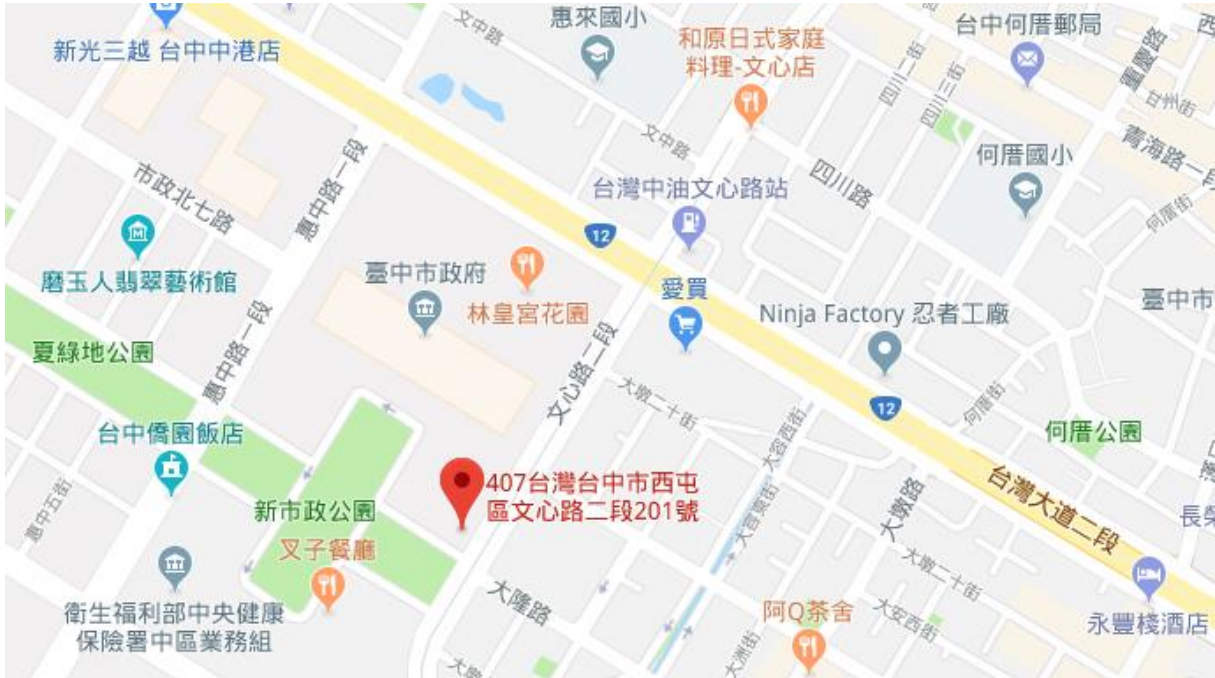 惠來國小
新光三越 台中中港店
文中路
和原日式家庭
料理-文心店
台中何厝郵局
西
重慶路
四川二街
四川三街
青海路一段
文中路
何厝國小
市政北七路
惠中路一段
台灣中油文心路站
四川路
何厝街
磨玉人翡翠藝術館
臺中市政府
林皇宮花園
12
愛買
Ninja Factory 忍者工廠
臺中市
夏綠地公園
惠中路一段
文心路二段
大墩二十街
12
何厝街
何厝公園
台中僑園飯店
大容西街
407台灣台中市西屯
區文心路二段201號
大容東街
大墩路
台灣大道二段
長榮
惠中五街
新市政公園
叉子餐廳
衛生福利部中央健康
保險署中區業務組
大隆路
大墩二十街
阿Q茶舍
大安西街
永豐棧酒店
大墩
大洲街